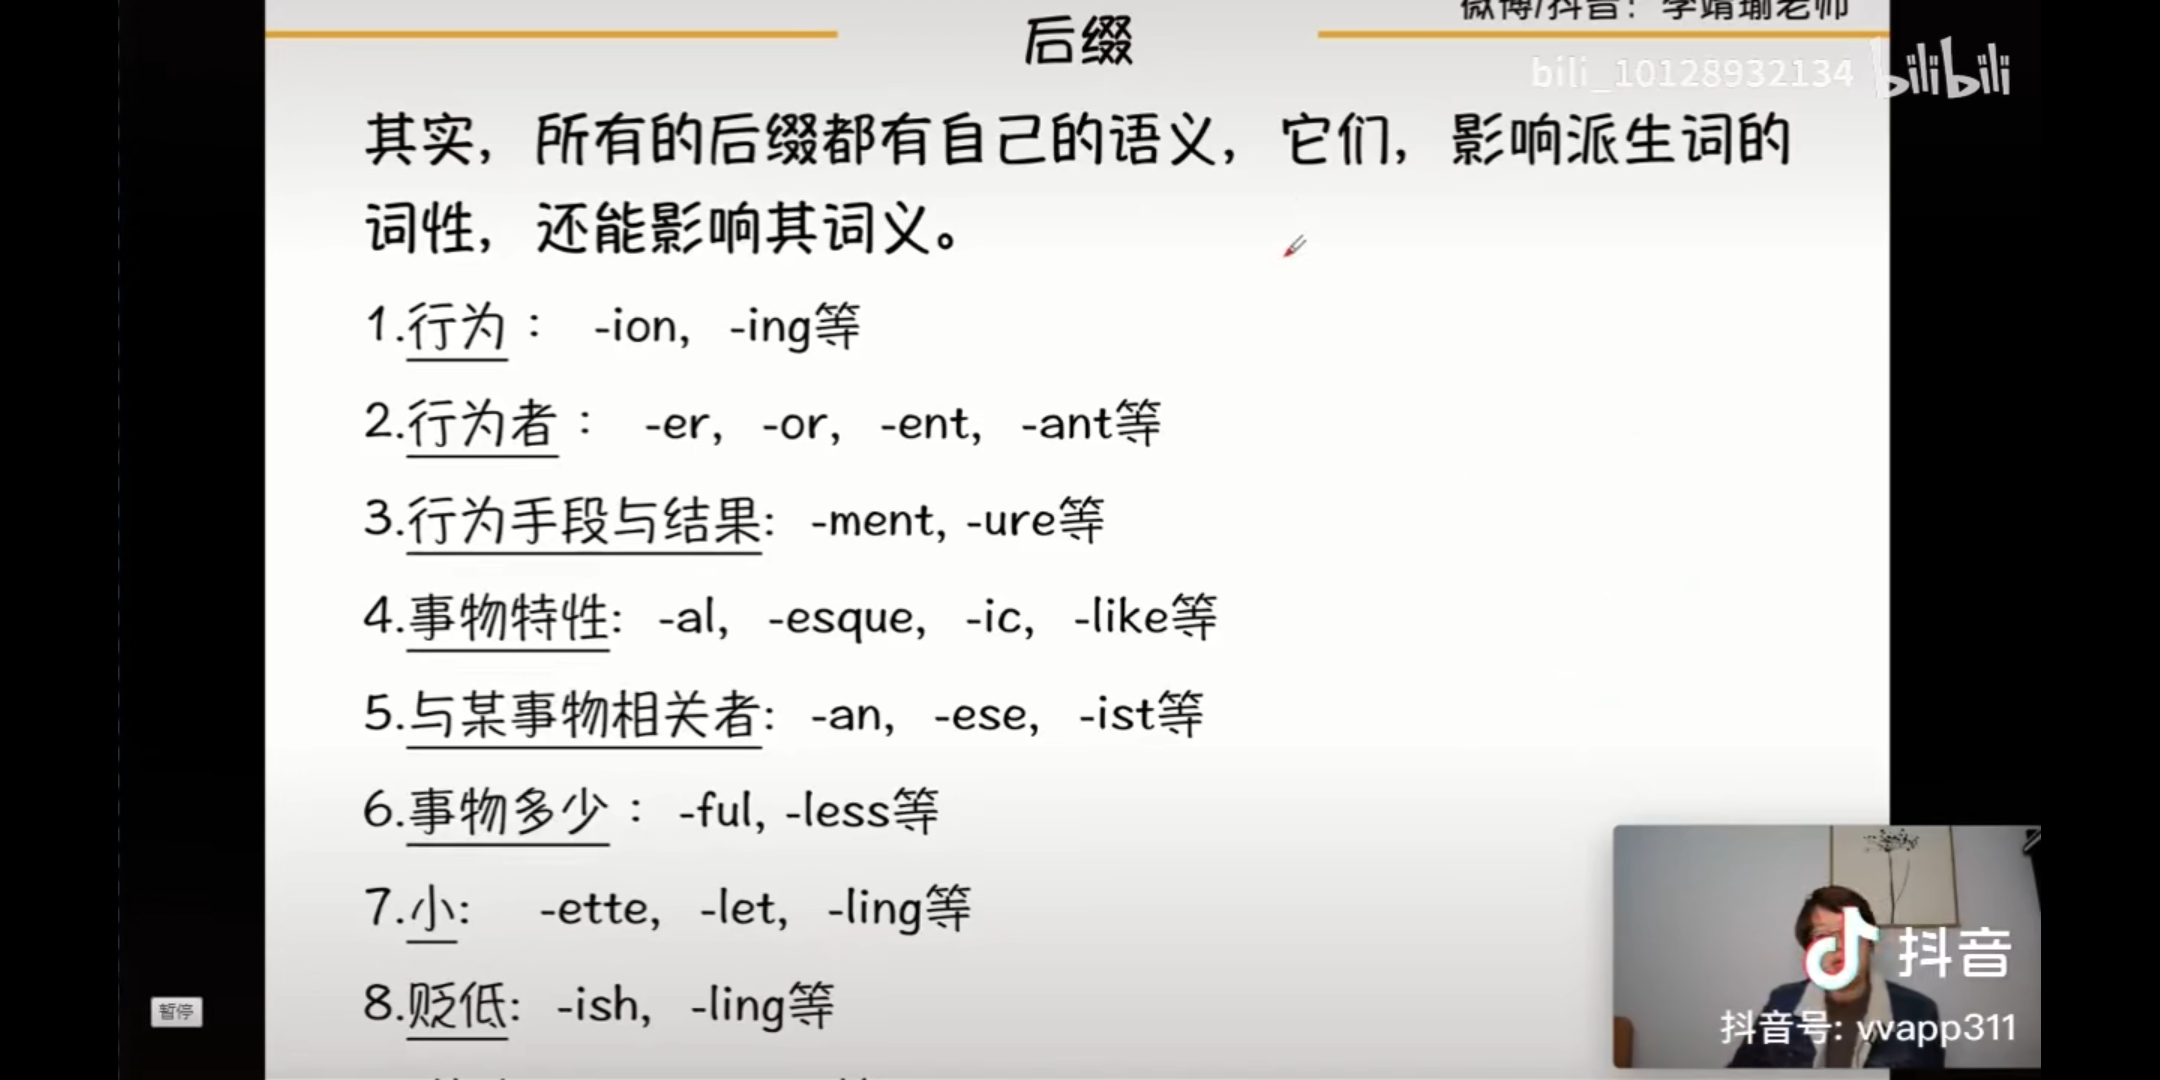 微博/抖音：李靖瑜老师
后缀
bili_10128932134 bilibili
其实，所有的后缀都有自己的语义，它们，影响派生词的
词性，还能影响其词义。
1.行为： -ion, -ing等
2.行为者： -er, -or, -ent, -ant等
3.行为手段与结果: -ment, -ure等
4.事物特性: -al, -esque, -ic, -like等
5.与某事物相关者: -an, -ese, -ist等
6.事物多少： -ful, -less等
7.小: -ette, -let, -ling等
8.贬低: -ish, -ling等
暂停
抖音
抖音号: vvapp311